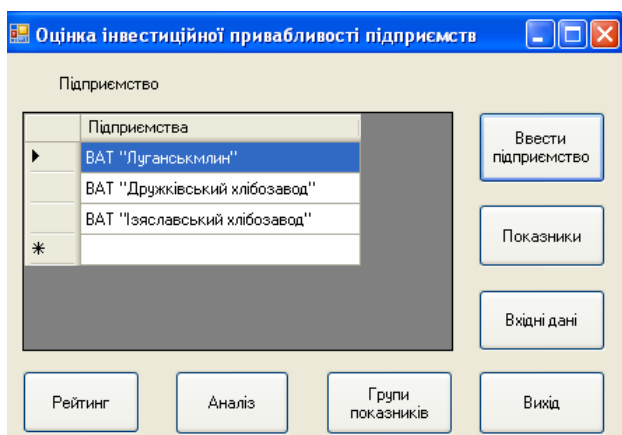 Оцінка інвестиційної привабливості підприємств
Підприємство
Підприємства
ВАТ "Луганськмлин"
ВАТ "Дружківський хлібозавод"
ВАТ "Ізяславський хлібозавод"
Ввести
підприємство
Показники
Вхідні дані
Рейтинг
Аналіз
Групи
показників
Вихід